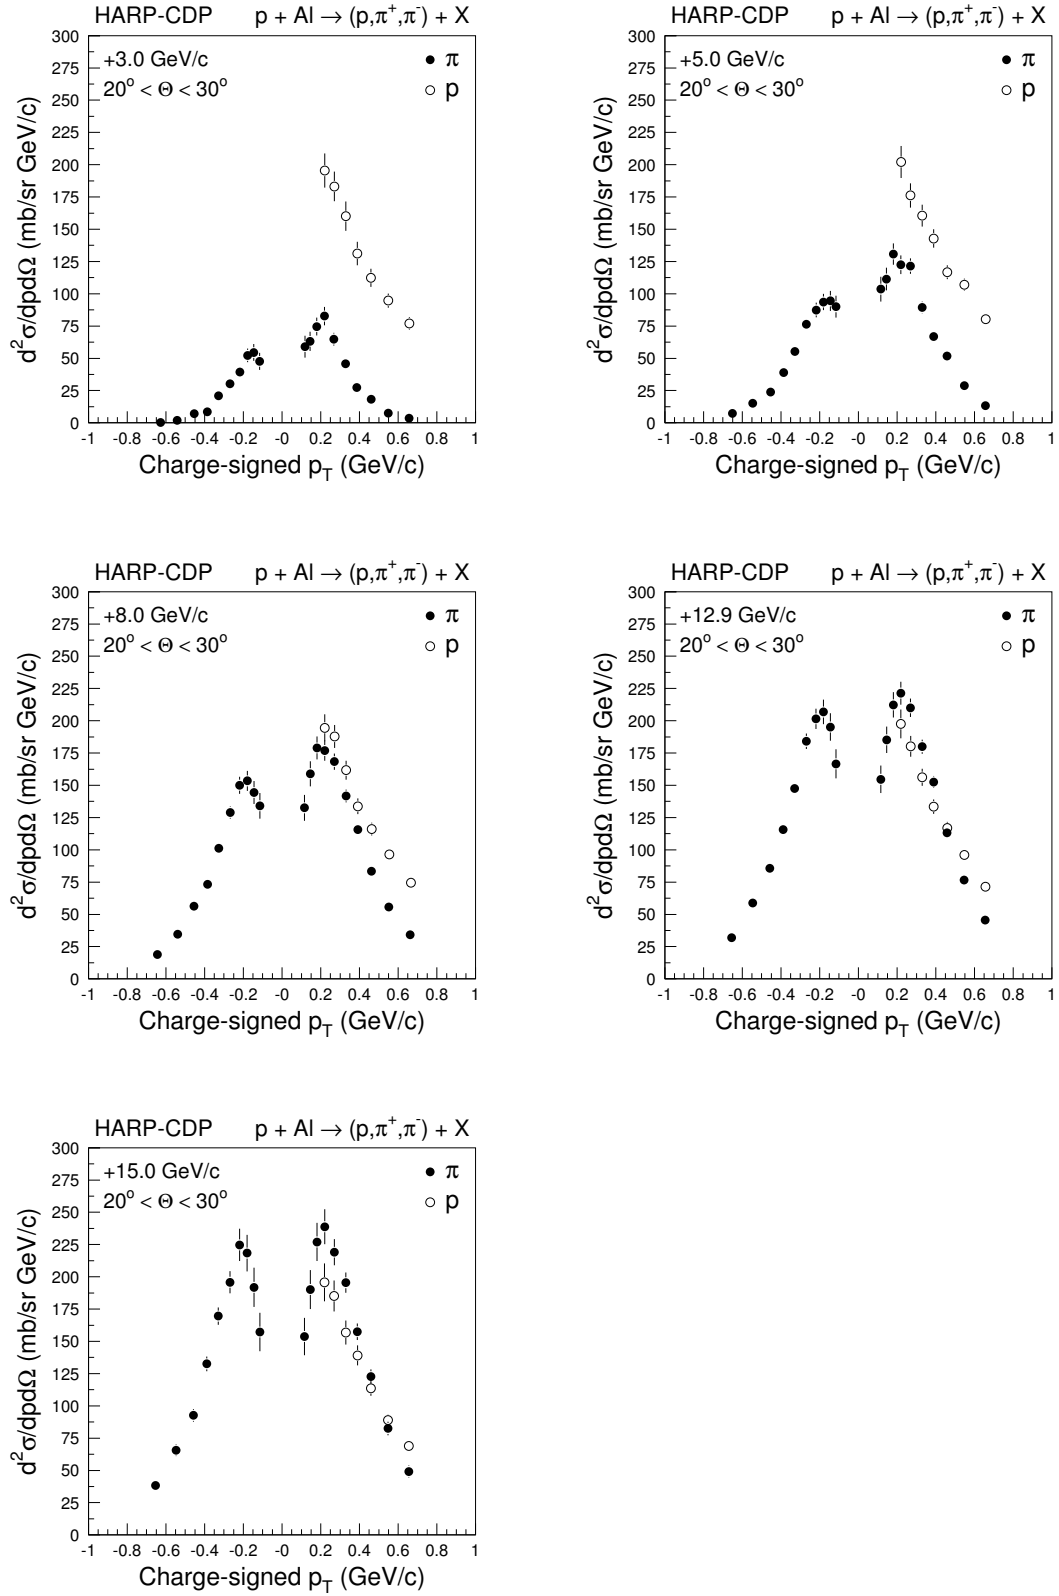 HARP-CDP p + Al → (p,π⁺,π⁻) + X
+3.0 GeV/c π
20° < Θ < 30° p
d²σ/dpdΩ (mb/sr GeV/c)
300
275
250
225
200
175
150
125
100
75
50
25
0
-1 -0.8 -0.6 -0.4 -0.2 -0 0.2 0.4 0.6 0.8 1
Charge-signed p_T (GeV/c)
HARP-CDP p + Al → (p,π⁺,π⁻) + X
+5.0 GeV/c π
20° < Θ < 30° p
d²σ/dpdΩ (mb/sr GeV/c)
300
275
250
225
200
175
150
125
100
75
50
25
0
-1 -0.8 -0.6 -0.4 -0.2 -0 0.2 0.4 0.6 0.8 1
Charge-signed p_T (GeV/c)
HARP-CDP p + Al → (p,π⁺,π⁻) + X
+8.0 GeV/c π
20° < Θ < 30° p
d²σ/dpdΩ (mb/sr GeV/c)
300
275
250
225
200
175
150
125
100
75
50
25
0
-1 -0.8 -0.6 -0.4 -0.2 -0 0.2 0.4 0.6 0.8 1
Charge-signed p_T (GeV/c)
HARP-CDP p + Al → (p,π⁺,π⁻) + X
+12.9 GeV/c π
20° < Θ < 30° p
d²σ/dpdΩ (mb/sr GeV/c)
300
275
250
225
200
175
150
125
100
75
50
25
0
-1 -0.8 -0.6 -0.4 -0.2 -0 0.2 0.4 0.6 0.8 1
Charge-signed p_T (GeV/c)
HARP-CDP p + Al → (p,π⁺,π⁻) + X
+15.0 GeV/c π
20° < Θ < 30° p
d²σ/dpdΩ (mb/sr GeV/c)
300
275
250
225
200
175
150
125
100
75
50
25
0
-1 -0.8 -0.6 -0.4 -0.2 -0 0.2 0.4 0.6 0.8 1
Charge-signed p_T (GeV/c)